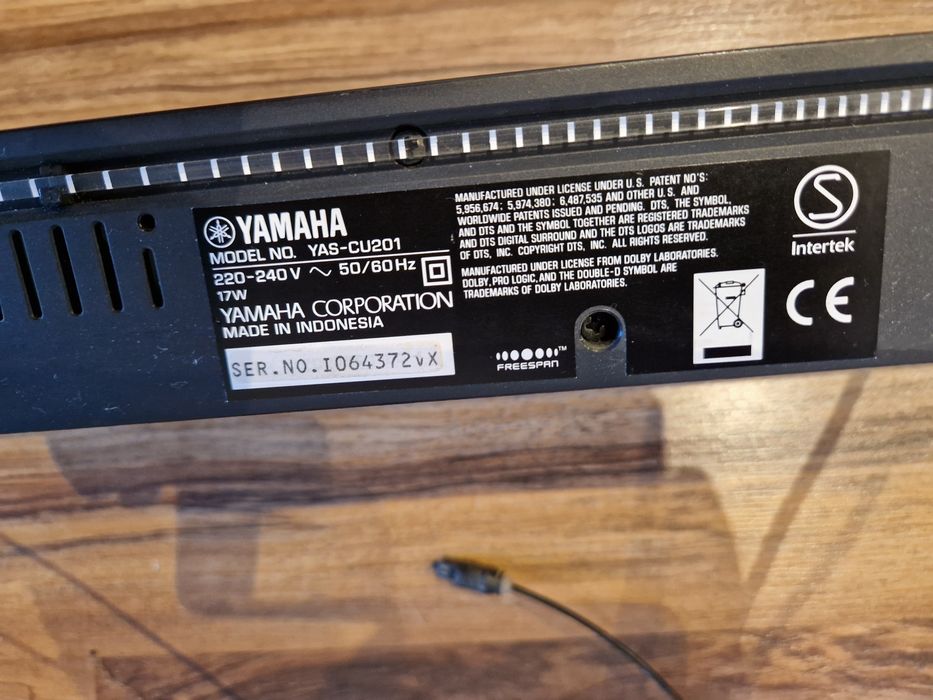 YAMAHA
MODEL NO. YAS-CU201
220-240V ~ 50/60Hz
17W
YAMAHA CORPORATION
MADE IN INDONESIA
SER.NO.I064372vX
MANUFACTURED UNDER LICENSE UNDER U.S. PATENT NO'S:
5,956,674; 5,974,380; 6,487,535 AND OTHER U.S. AND
WORLDWIDE PATENTS ISSUED AND PENDING. DTS, THE SYMBOL,
AND DTS AND THE SYMBOL TOGETHER ARE REGISTERED TRADEMARKS
AND DTS DIGITAL SURROUND AND THE DTS LOGOS ARE TRADEMARKS
OF DTS, INC. COPYRIGHT DTS, INC. ALL RIGHTS RESERVED.
MANUFACTURED UNDER LICENSE FROM DOLBY LABORATORIES.
DOLBY, PRO LOGIC, AND THE DOUBLE-D SYMBOL ARE
TRADEMARKS OF DOLBY LABORATORIES.
TM
FREESPAN
S
Intertek
CE